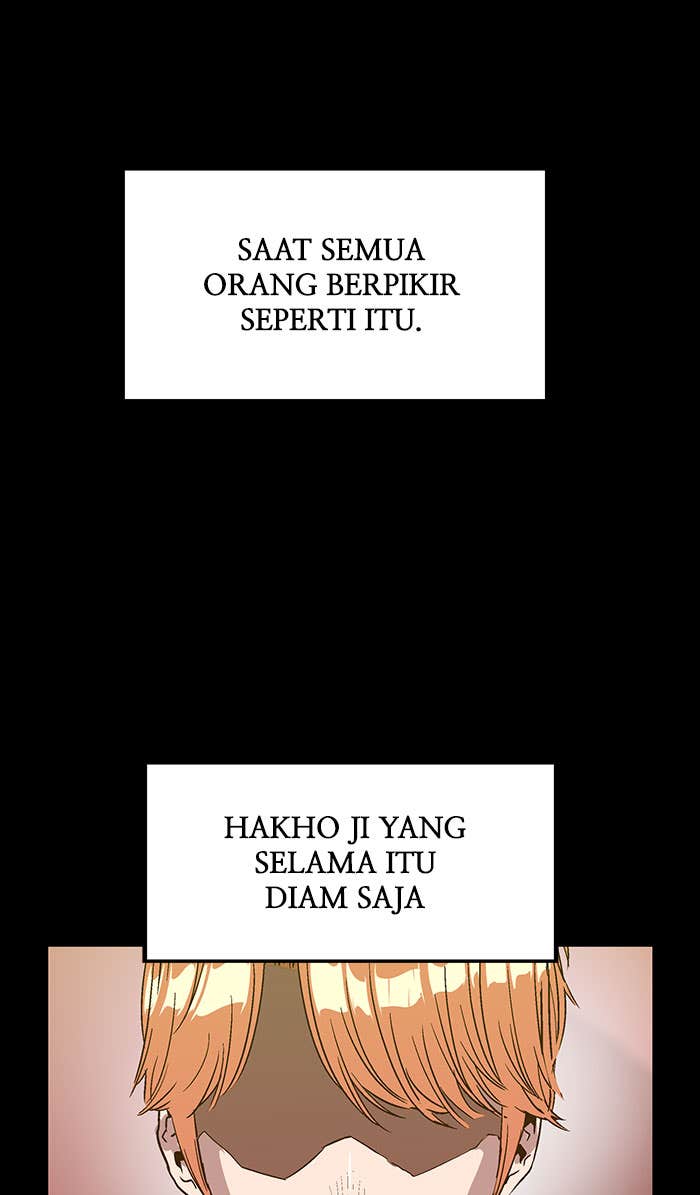 SAAT SEMUA
ORANG BERPIKIR
SEPERTI ITU.
HAKHO JI YANG
SELAMA ITU
DIAM SAJA